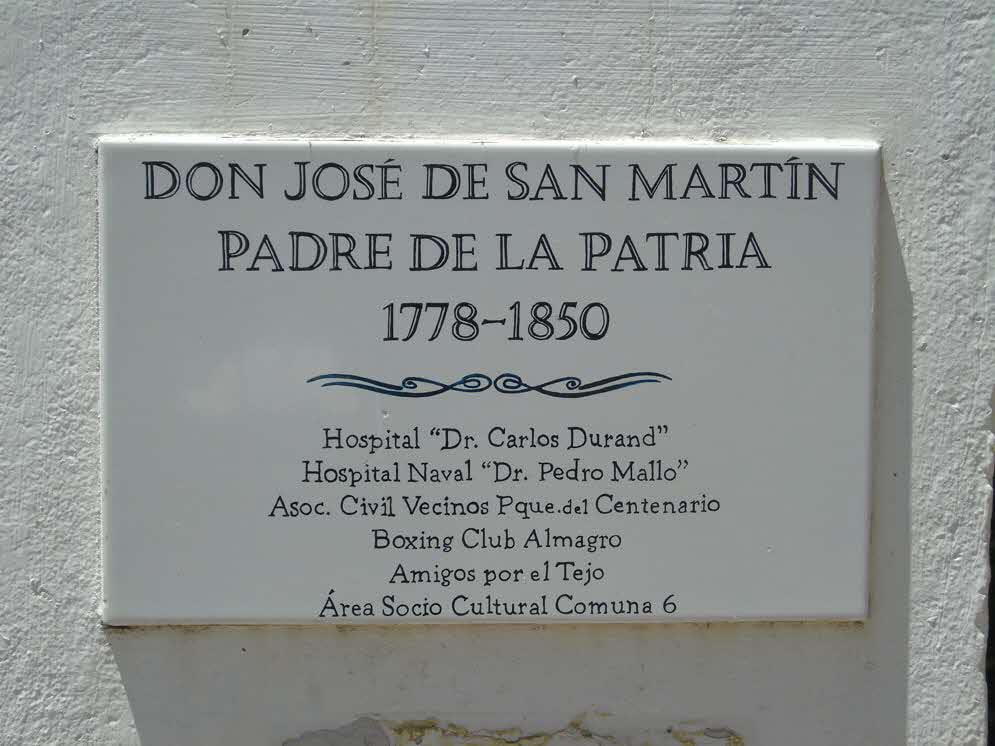 DON JOSÉ DE SAN MARTÍN
PADRE DE LA PATRIA
1778-1850
Hospital "Dr. Carlos Durand"
Hospital Naval "Dr. Pedro Mallo"
Asoc. Civil Vecinos Pque.del Centenario
Boxing Club Almagro
Amigos por el Tejo
Área Socio Cultural Comuna 6